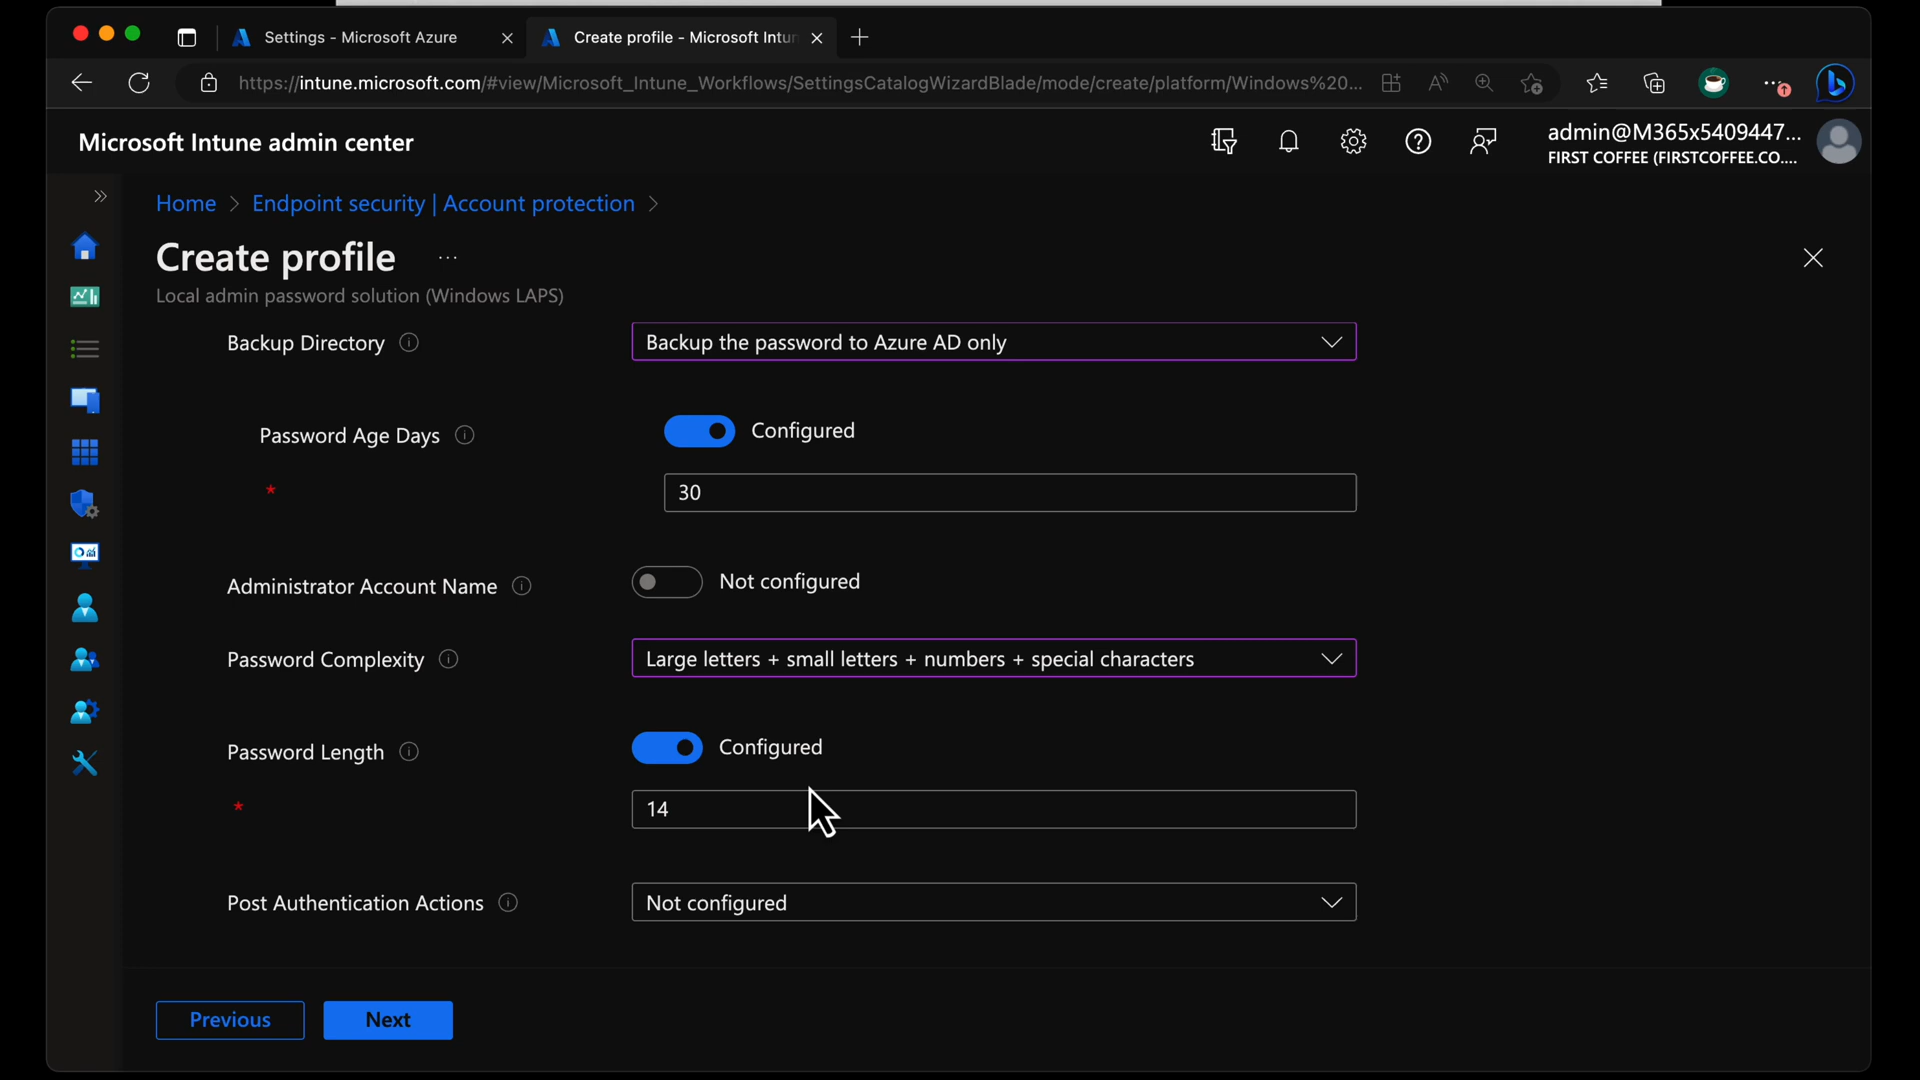 Settings - Microsoft Azure
Create profile - Microsoft Intun
https://intune.microsoft.com/#view/Microsoft_Intune_Workflows/SettingsCatalogWizardBlade/mode/create/platform/Windows%20...
Microsoft Intune admin center
admin@M365x5409447...
FIRST COFFEE (FIRSTCOFFEE.CO....
Home > Endpoint security | Account protection >
Create profile ...
Local admin password solution (Windows LAPS)
Backup Directory
Backup the password to Azure AD only
Password Age Days
Configured
* 30
Administrator Account Name
Not configured
Password Complexity
Large letters + small letters + numbers + special characters
Password Length
Configured
* 14
Post Authentication Actions
Not configured
Previous
Next